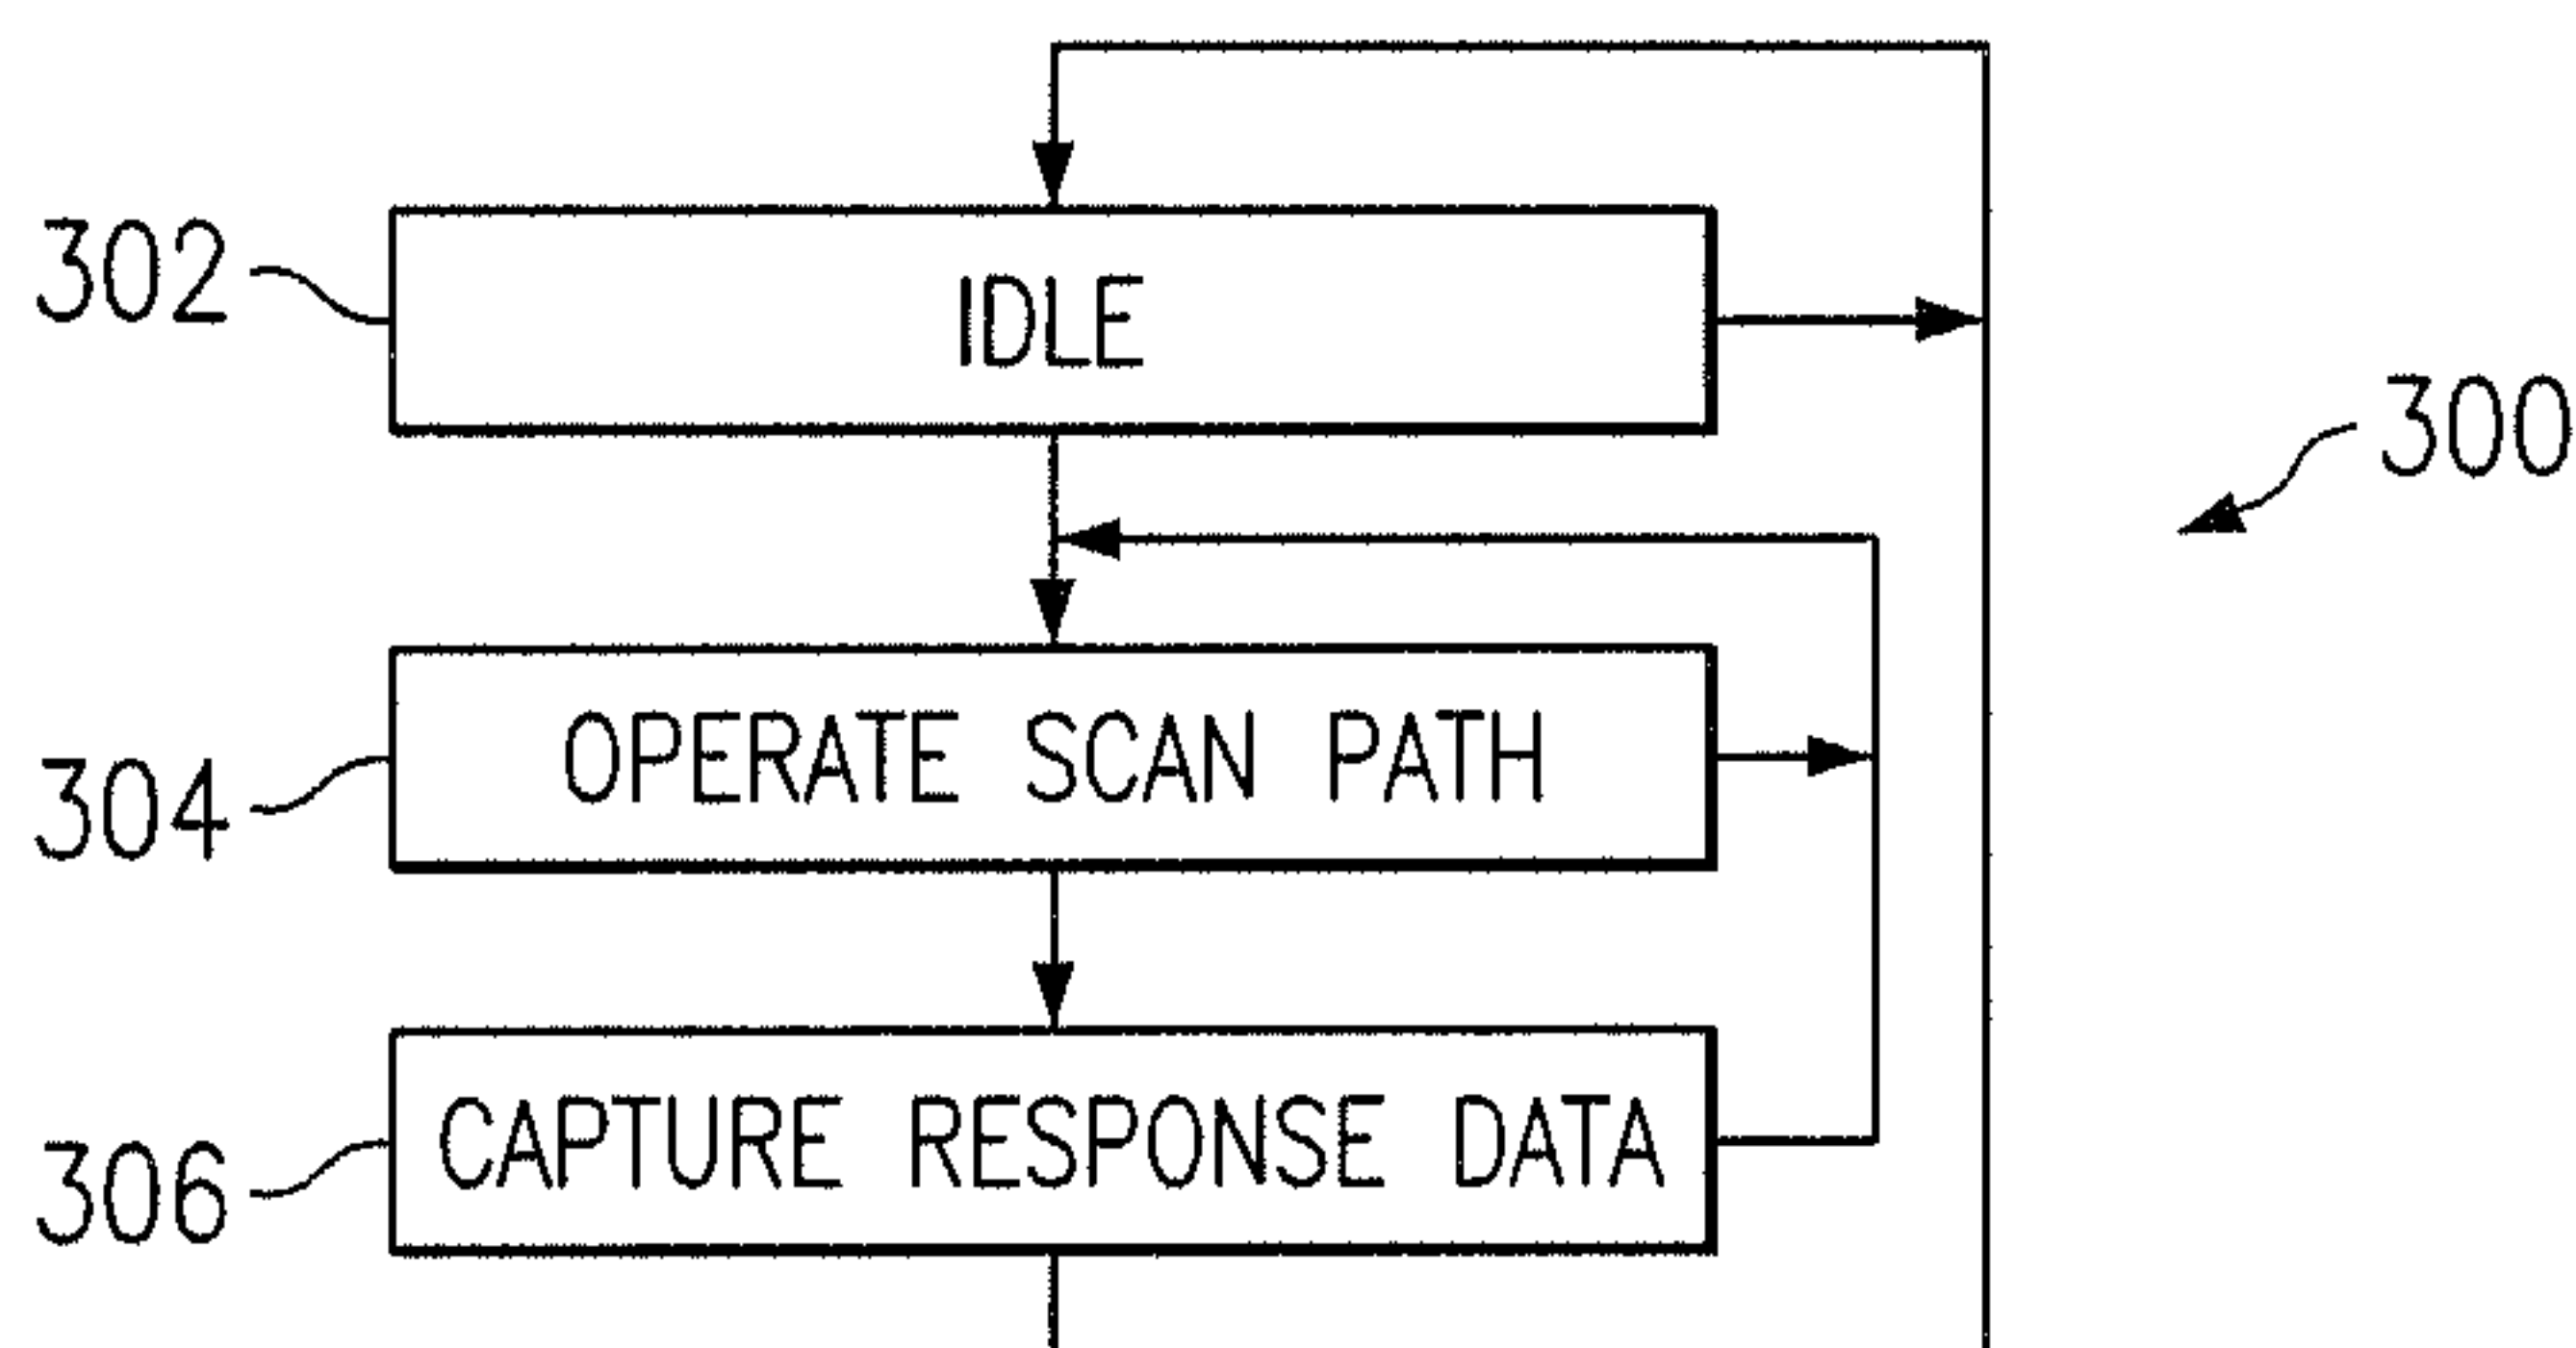 302
IDLE
300
304
OPERATE SCAN PATH
306
CAPTURE RESPONSE DATA